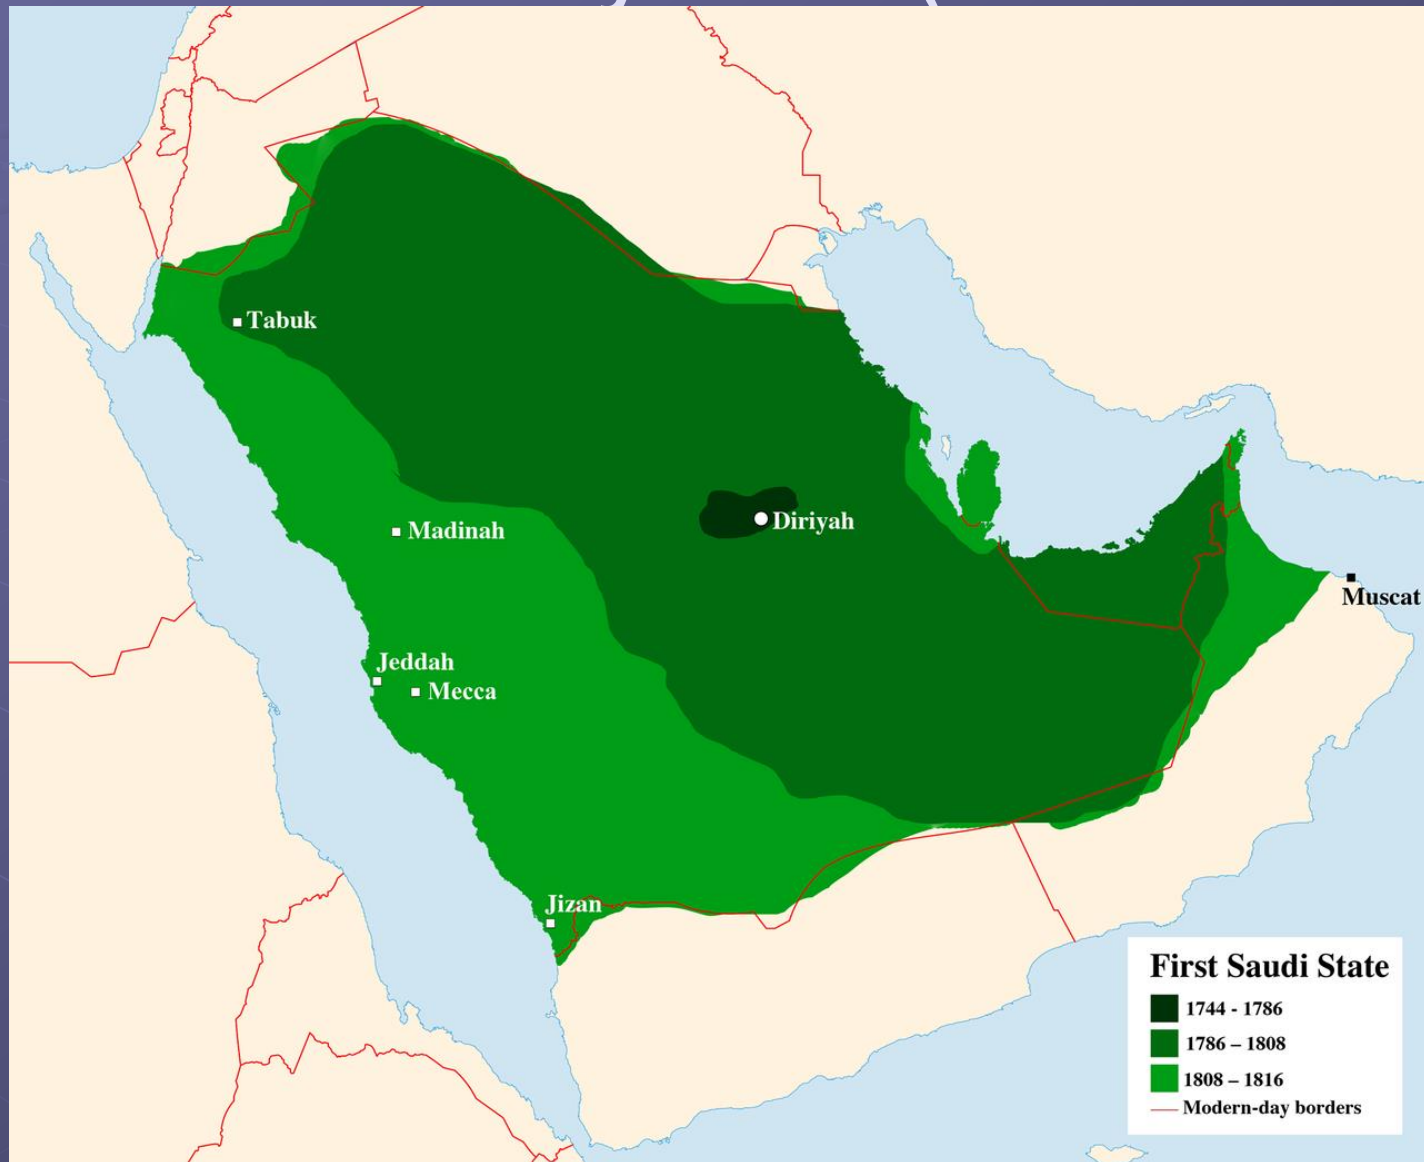 Tabuk
Diriyah
Madinah
Muscat
Jeddah
Mecca
Jizan
First Saudi State
1744 - 1786
1786 – 1808
1808 – 1816
Modern-day borders